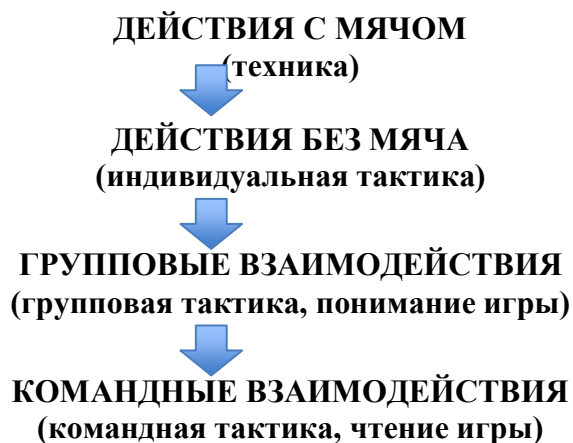 ДЕЙСТВИЯ С МЯЧОМ
(техника)
ДЕЙСТВИЯ БЕЗ МЯЧА
(индивидуальная тактика)
ГРУППОВЫЕ ВЗАИМОДЕЙСТВИЯ
(групповая тактика, понимание игры)
КОМАНДНЫЕ ВЗАИМОДЕЙСТВИЯ
(командная тактика, чтение игры)